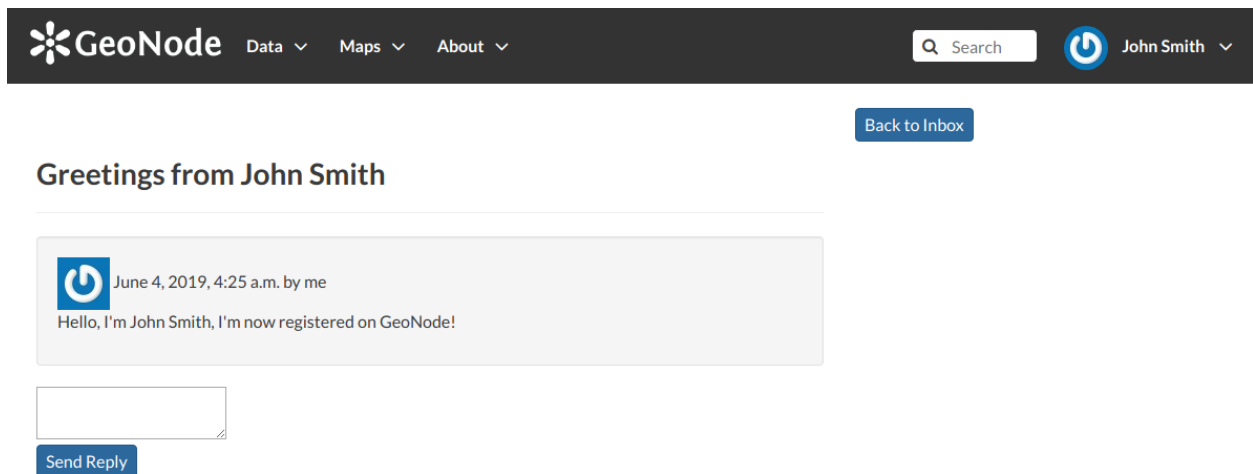 GeoNode Data Maps About Search John Smith
Back to Inbox
Greetings from John Smith
June 4, 2019, 4:25 a.m. by me
Hello, I'm John Smith, I'm now registered on GeoNode!
Send Reply